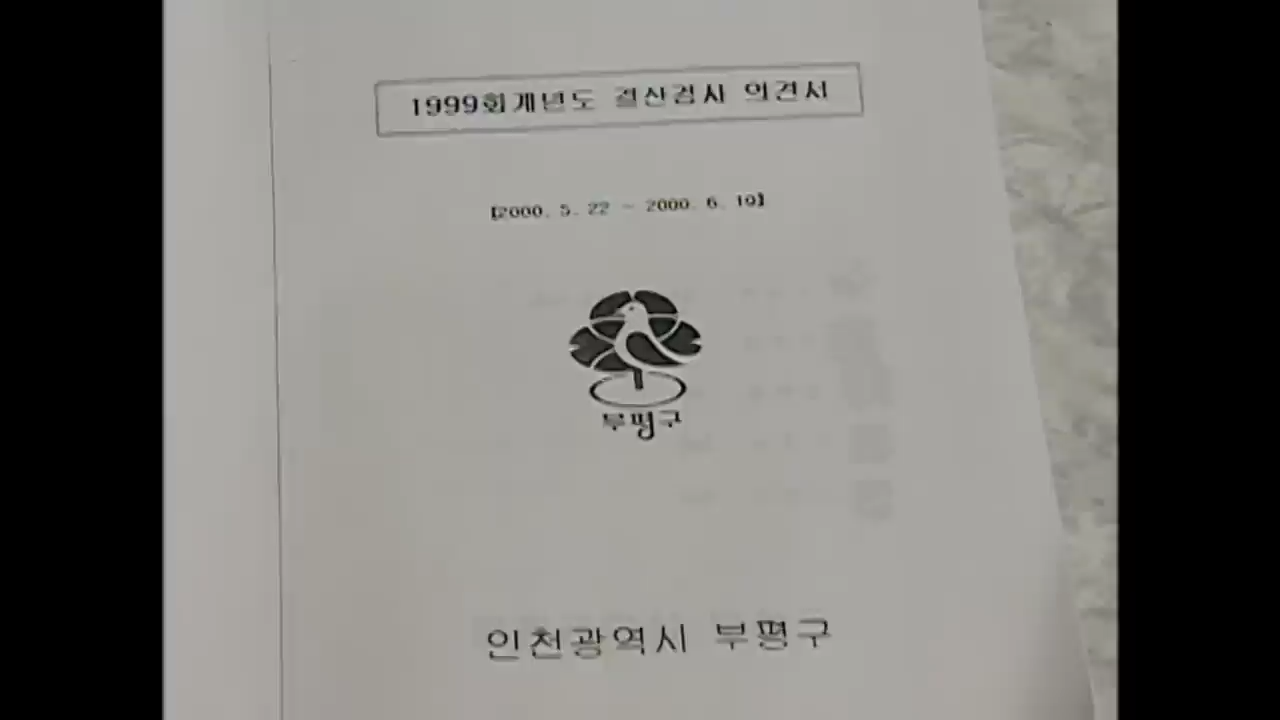 1999회계년도 결산검사 의견서
【2000. 5. 22 ~ 2000. 6. 10】
부평구
인천광역시 부평구